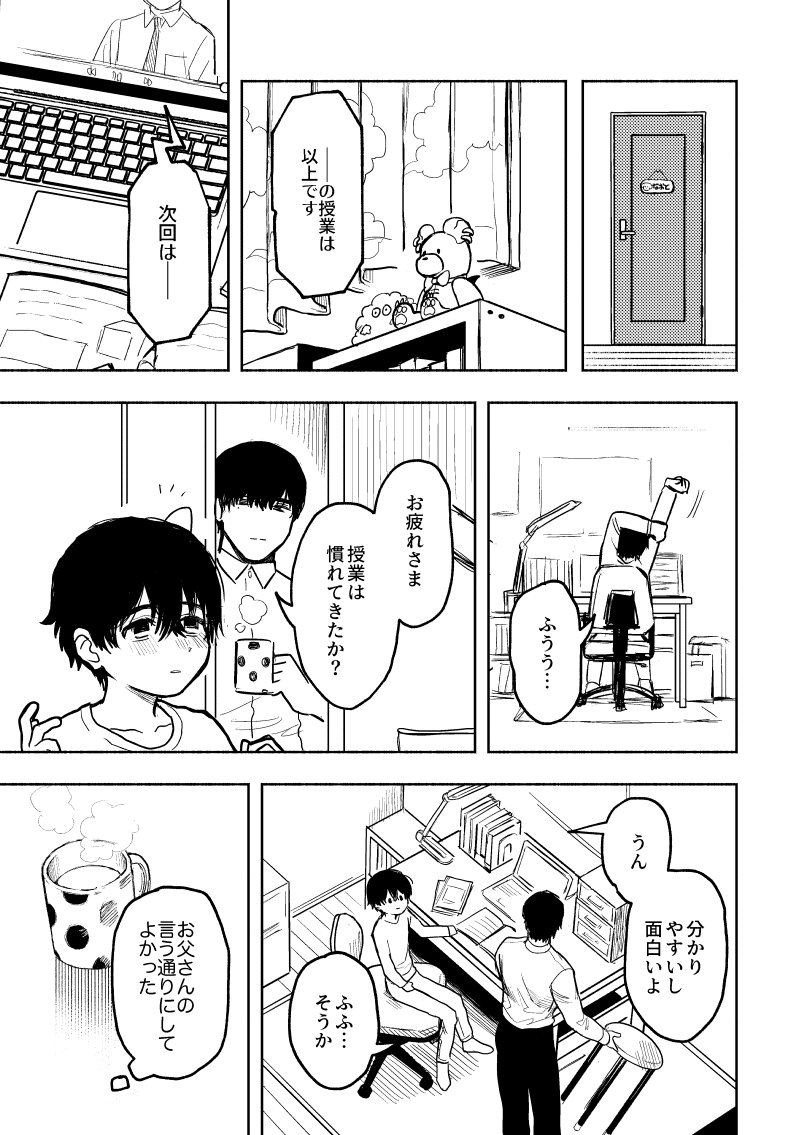 なおと
――の授業は
以上です
次回は――
ふうう…
お疲れさま
授業は
慣れてきたか？
うん
分かり
やすいし
面白いよ
ふふ…
そうか
お父さんの
言う通りにして
よかった